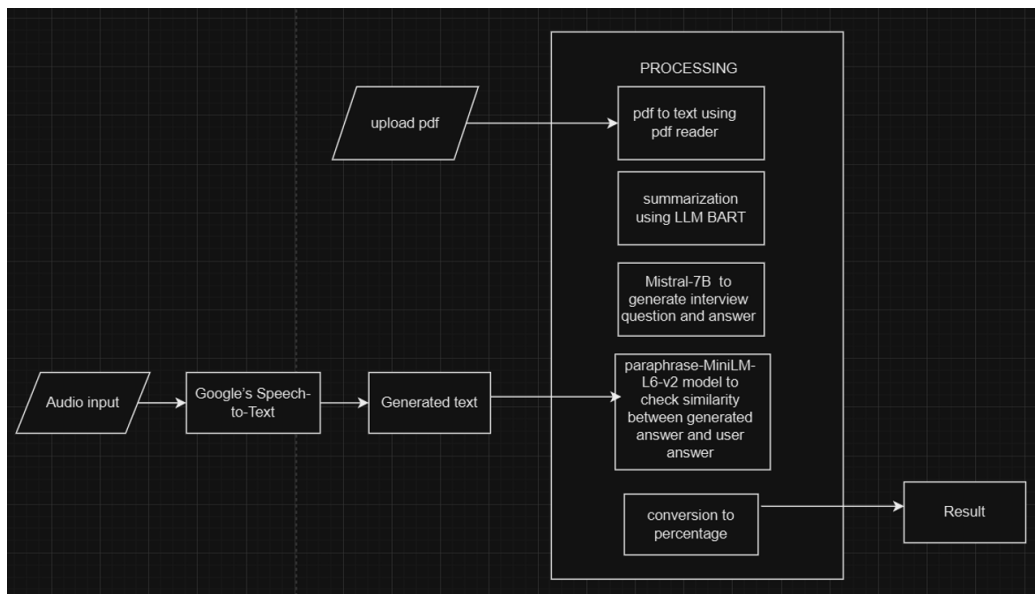 PROCESSING
upload pdf
pdf to text using
pdf reader
summarization
using LLM BART
Mistral-7B to
generate interview
question and answer
Audio input
Google's Speech-
to-Text
Generated text
paraphrase-MiniLM-
L6-v2 model to
check similarity
between generated
answer and user
answer
conversion to
percentage
Result